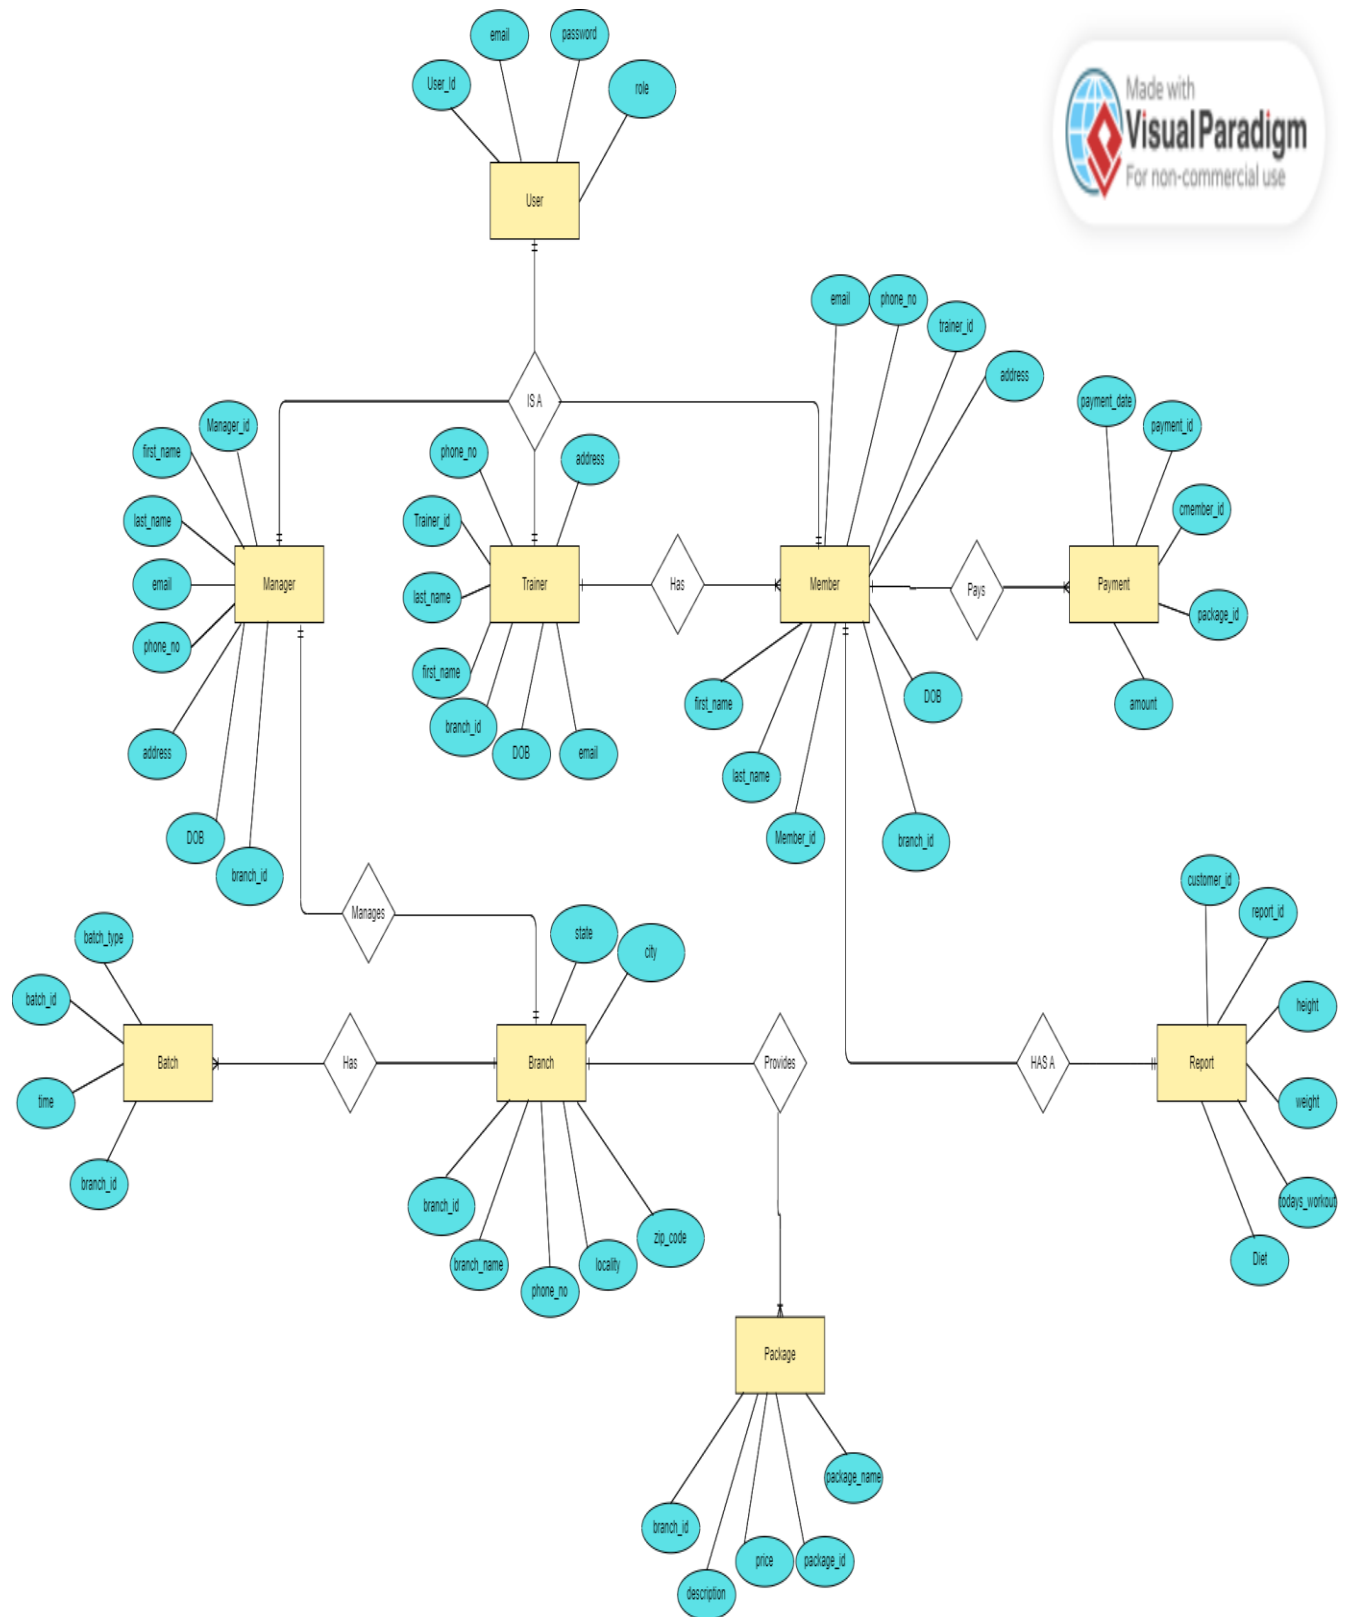 email
password
User_Id
role
Made with
Visual Paradigm
For non-commercial use
User
email
phone_no
trainer_id
address
IS A
payment_date
payment_id
Manager_id
first_name
phone_no
address
last_name
Trainer_id
cmember_id
email
Manager
Trainer
Has
Member
Pays
Payment
last_name
package_id
phone_no
first_name
DOB
first_name
amount
branch_id
address
DOB
email
last_name
DOB
Member_id
branch_id
branch_id
customer_id
Manages
report_id
batch_type
state
city
batch_id
height
Batch
Has
Branch
Provides
HAS A
Report
time
weight
branch_id
branch_id
todays_workout
zip_code
branch_name
locality
Diet
phone_no
Package
package_name
branch_id
price
package_id
description